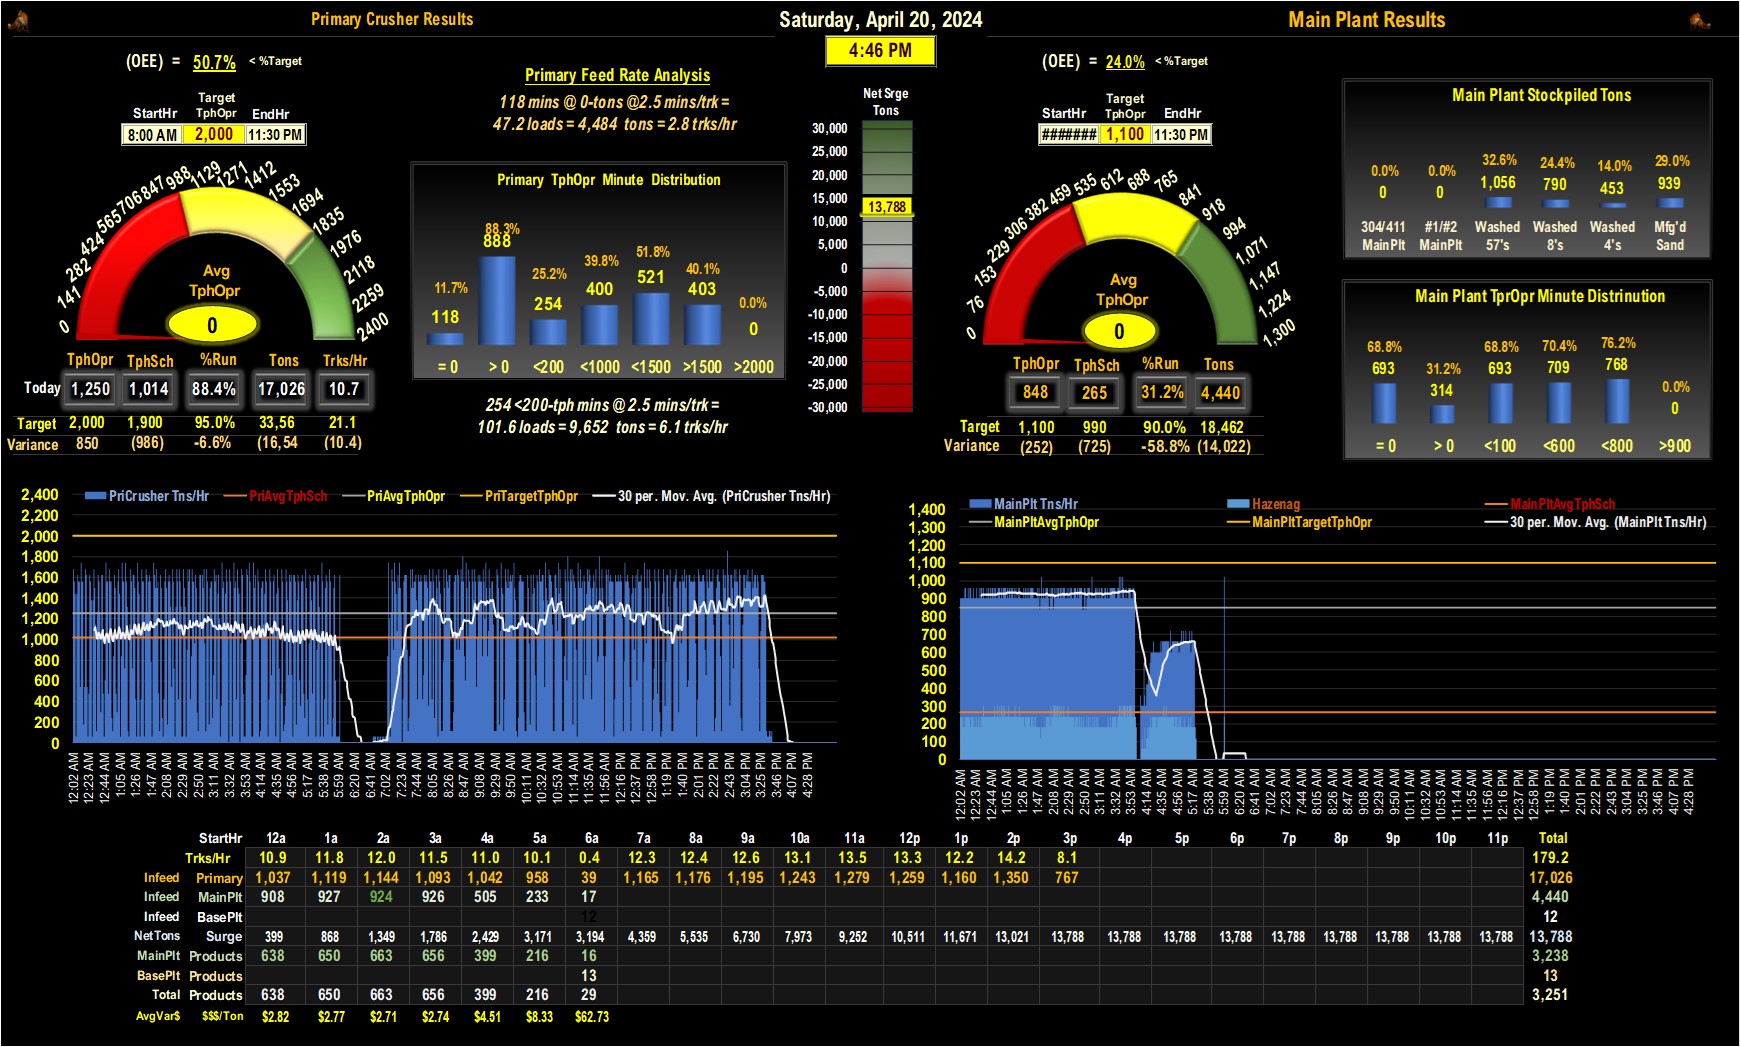 Primary Crusher Results
Saturday, April 20, 2024
Main Plant Results
4:46 PM
(OEE) = 50.7% < %Target
StartHr Target TphOpr EndHr
8:00 AM 2,000 11:30 PM
0 141 282 424 565 706 847 988 1129 1271 1412 1553 1694 1835 1976 2118 2259 2400
Avg
TphOpr
0
TphOpr TphSch %Run Tons Trks/Hr
Today 1,250 1,014 88.4% 17,026 10.7
Target 2,000 1,900 95.0% 33,56 21.1
Variance 850 (986) -6.6% (16,54 (10.4)
Primary Feed Rate Analysis
118 mins @ 0-tons @2.5 mins/trk =
47.2 loads = 4,484 tons = 2.8 trks/hr
Primary TphOpr Minute Distribution
11.7% 88.3% 25.2% 39.8% 51.8% 40.1% 0.0%
118 888 254 400 521 403 0
= 0 > 0 <200 <1000 <1500 >1500 >2000
254 <200-tph mins @ 2.5 mins/trk =
101.6 loads = 9,652 tons = 6.1 trks/hr
Net Srge
Tons
30,000
25,000
20,000
15,000
13,788
10,000
5,000
0
-5,000
-10,000
-15,000
-20,000
-25,000
-30,000
(OEE) = 24.0% < %Target
StartHr Target TphOpr EndHr
####### 1,100 11:30 PM
0 76 153 229 306 382 459 535 612 688 765 841 918 994 1,071 1,147 1,224 1,300
Avg
TphOpr
0
TphOpr TphSch %Run Tons
848 265 31.2% 4,440
Target 1,100 990 90.0% 18,462
Variance (252) (725) -58.8% (14,022)
Main Plant Stockpiled Tons
0.0% 0.0% 32.6% 24.4% 14.0% 29.0%
0 0 1,056 790 453 939
304/411 #1/#2 Washed Washed Washed Mfg'd
MainPlt MainPlt 57's 8's 4's Sand
Main Plant TprOpr Minute Distrinution
68.8% 31.2% 68.8% 70.4% 76.2% 0.0%
693 314 693 709 768 0
= 0 > 0 <100 <600 <800 >900
PriCrusher Tns/Hr PriAvgTphSch PriAvgTphOpr PriTargetTphOpr 30 per. Mov. Avg. (PriCrusher Tns/Hr)
2,400
2,200
2,000
1,800
1,600
1,400
1,200
1,000
800
600
400
200
0
12:02 AM 12:23 AM 12:44 AM 1:05 AM 1:26 AM 1:47 AM 2:08 AM 2:29 AM 2:50 AM 3:11 AM 3:32 AM 3:53 AM 4:14 AM 4:35 AM 4:56 AM 5:17 AM 5:38 AM 5:59 AM 6:20 AM 6:41 AM 7:02 AM 7:23 AM 7:44 AM 8:05 AM 8:26 AM 8:47 AM 9:08 AM 9:29 AM 9:50 AM 10:11 AM 10:32 AM 10:53 AM 11:14 AM 11:35 AM 11:56 AM 12:16 PM 12:37 PM 12:58 PM 1:19 PM 1:40 PM 2:01 PM 2:22 PM 2:43 PM 3:04 PM 3:25 PM 3:46 PM 4:07 PM 4:28 PM
MainPlt Tns/Hr Hazenag MainPltAvgTphSch
MainPltAvgTphOpr MainPltTargetTphOpr 30 per. Mov. Avg. (MainPlt Tns/Hr)
1,400
1,300
1,200
1,100
1,000
900
800
700
600
500
400
300
200
100
0
12:02 AM 12:23 AM 12:44 AM 1:05 AM 1:26 AM 1:47 AM 2:08 AM 2:29 AM 2:50 AM 3:11 AM 3:32 AM 3:53 AM 4:14 AM 4:35 AM 4:56 AM 5:17 AM 5:38 AM 5:59 AM 6:20 AM 6:41 AM 7:02 AM 7:23 AM 7:44 AM 8:05 AM 8:26 AM 8:47 AM 9:08 AM 9:29 AM 9:50 AM 10:11 AM 10:32 AM 10:53 AM 11:14 AM 11:35 AM 11:56 AM 12:16 PM 12:37 PM 12:58 PM 1:19 PM 1:40 PM 2:01 PM 2:22 PM 2:43 PM 3:04 PM 3:25 PM 3:46 PM 4:07 PM 4:28 PM
StartHr 12a 1a 2a 3a 4a 5a 6a 7a 8a 9a 10a 11a 12p 1p 2p 3p 4p 5p 6p 7p 8p 9p 10p 11p Total
Trks/Hr 10.9 11.8 12.0 11.5 11.0 10.1 0.4 12.3 12.4 12.6 13.1 13.5 13.3 12.2 14.2 8.1 179.2
Infeed Primary 1,037 1,119 1,144 1,093 1,042 958 39 1,165 1,176 1,195 1,243 1,279 1,259 1,160 1,350 767 17,026
Infeed MainPlt 908 927 924 926 505 233 17 4,440
Infeed BasePlt 12 12
NetTons Surge 399 868 1,349 1,786 2,429 3,171 3,194 4,359 5,535 6,730 7,973 9,252 10,511 11,671 13,021 13,788 13,788 13,788 13,788 13,788 13,788 13,788 13,788 13,788 13,788
MainPlt Products 638 650 663 656 399 216 16 3,238
BasePlt Products 13 13
Total Products 638 650 663 656 399 216 29 3,251
AvgVar$ $$$/Ton $2.82 $2.77 $2.71 $2.74 $4.51 $8.33 $62.73